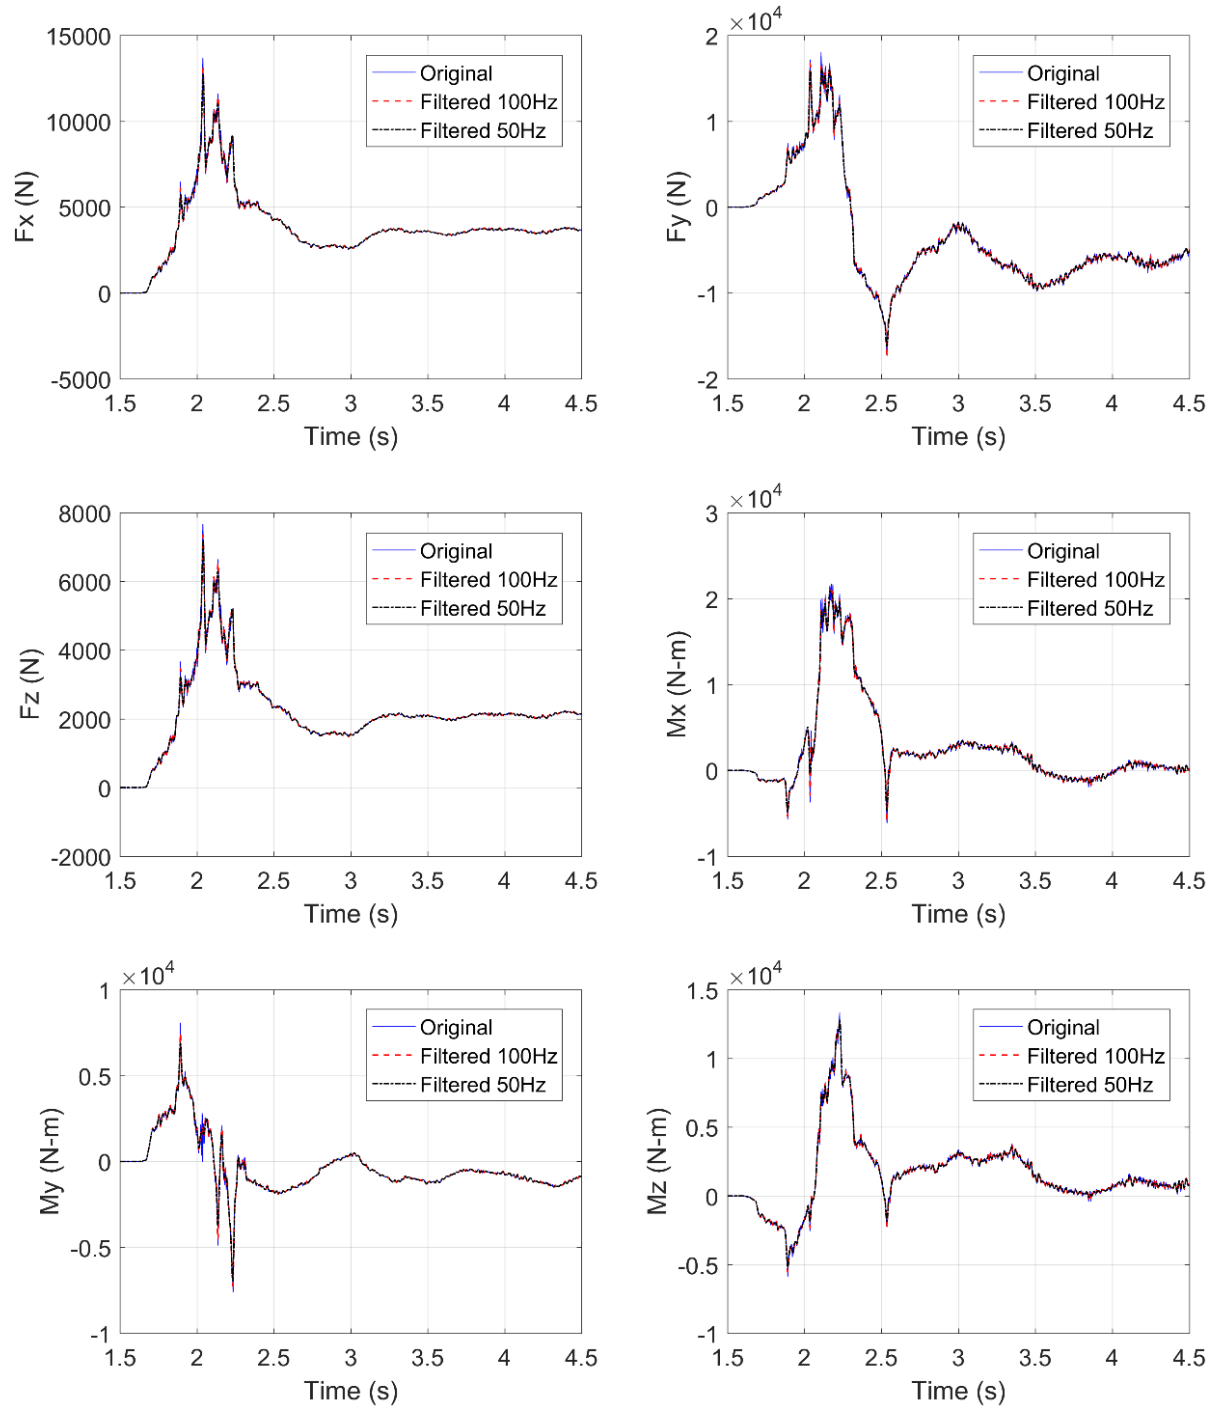 15000
10000
5000
0
-5000
Fx (N)
Original
Filtered 100Hz
Filtered 50Hz
1.5 2 2.5 3 3.5 4 4.5
Time (s)
×10^4
2
1
0
-1
-2
Fy (N)
Original
Filtered 100Hz
Filtered 50Hz
1.5 2 2.5 3 3.5 4 4.5
Time (s)
8000
6000
4000
2000
0
-2000
Fz (N)
Original
Filtered 100Hz
Filtered 50Hz
1.5 2 2.5 3 3.5 4 4.5
Time (s)
×10^4
3
2
1
0
-1
Mx (N-m)
Original
Filtered 100Hz
Filtered 50Hz
1.5 2 2.5 3 3.5 4 4.5
Time (s)
×10^4
1
0.5
0
-0.5
-1
My (N-m)
Original
Filtered 100Hz
Filtered 50Hz
1.5 2 2.5 3 3.5 4 4.5
Time (s)
×10^4
1.5
1
0.5
0
-0.5
-1
Mz (N-m)
Original
Filtered 100Hz
Filtered 50Hz
1.5 2 2.5 3 3.5 4 4.5
Time (s)